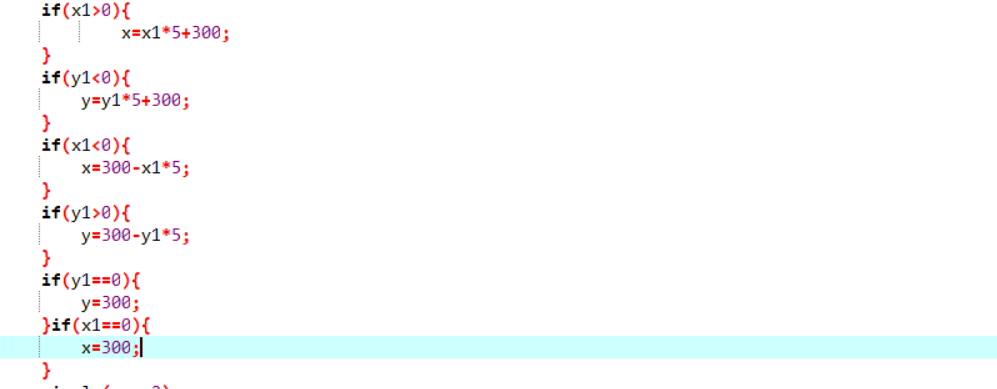 if(x1>0){
x=x1*5+300;
}
if(y1<0){
y=y1*5+300;
}
if(x1<0){
x=300-x1*5;
}
if(y1>0){
y=300-y1*5;
}
if(y1==0){
y=300;
}if(x1==0){
x=300;
}